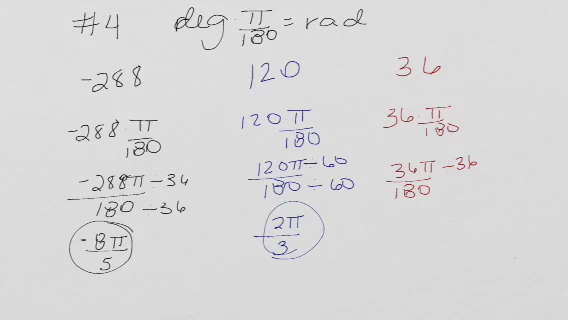 #4 deg π/180 = rad
-288 120 36
-288 π/180 120 π/180 36 π/180
-288π ÷ 36 / 180 ÷ 36 120π ÷ 60 / 180 ÷ 60 36π ÷ 36 / 180
-8π/5 2π/3